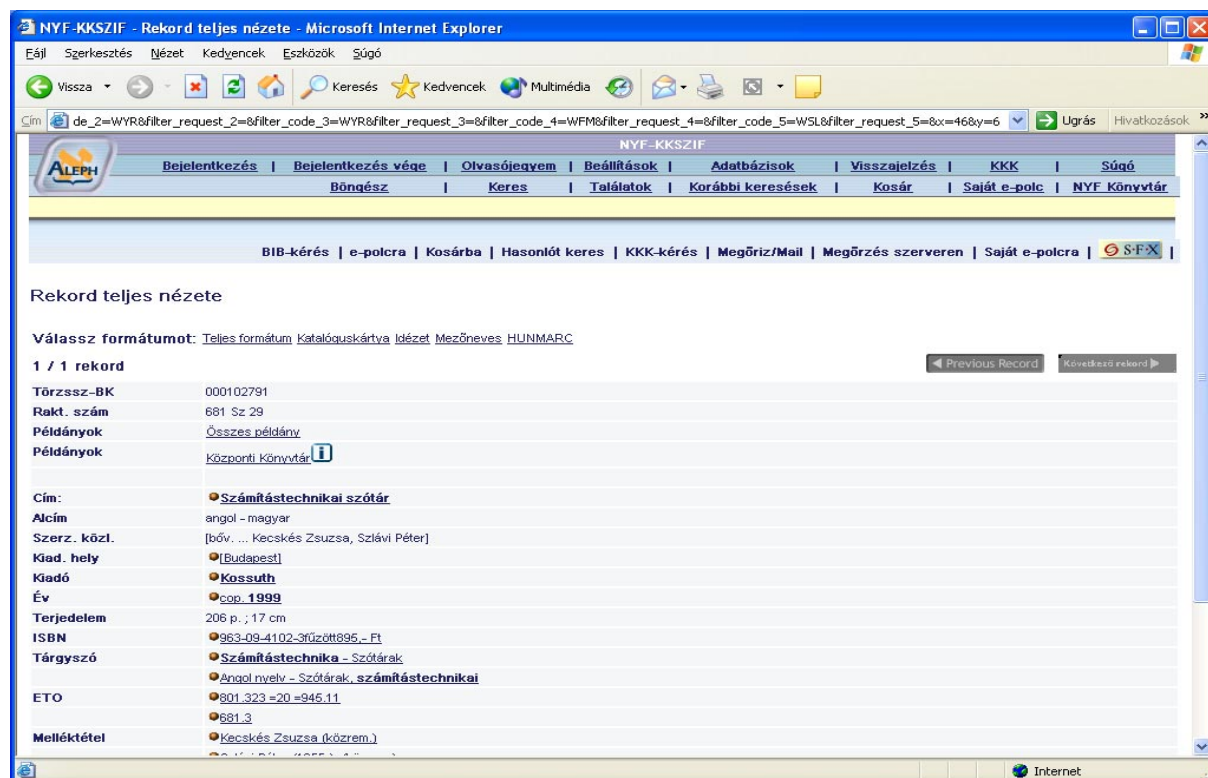 NYF-KKSZIF - Rekord teljes nézete - Microsoft Internet Explorer
Fájl Szerkesztés Nézet Kedvencek Eszközök Súgó
Vissza Keresés Kedvencek Multimédia
Cím de_2=WYR&filter_request_2=&filter_code_3=WYR&filter_request_3=&filter_code_4=WFM&filter_request_4=&filter_code_5=WSL&filter_request_5=&x=46&y=6 Ugrás Hivatkozások »
NYF-KKSZIF
ALEPH
Bejelentkezés | Bejelentkezés vége | Olvasójegyem | Beállítások | Adatbázisok | Visszajelzés | KKK | Súgó
Böngész | Keres | Találatok | Korábbi keresések | Kosár | Saját e-polc | NYF Könyvtár
BIB-kérés | e-polcra | Kosárba | Hasonlót keres | KKK-kérés | Megőriz/Mail | Megőrzés szerveren | Saját e-polcra | S·F·X |
Rekord teljes nézete
Válassz formátumot: Teljes formátum Katalóguskártya Idézet Mezőneves HUNMARC
1 / 1 rekord Previous Record Következő rekord
Törzssz-BK 000102791
Rakt. szám 681 Sz 29
Példányok Összes példány
Példányok Központi Könyvtár i
Cím: Számítástechnikai szótár
Alcím angol - magyar
Szerz. közl. [bőv. ... Kecskés Zsuzsa, Szlávi Péter]
Kiad. hely [Budapest]
Kiadó Kossuth
Év cop. 1999
Terjedelem 206 p. ; 17 cm
ISBN 963-09-4102-3fűzött895,- Ft
Tárgyszó Számítástechnika - Szótárak
Angol nyelv - Szótárak, számítástechnikai
ETO 801.323 =20 =945.11
681.3
Melléktétel Kecskés Zsuzsa (közrem.)
Internet